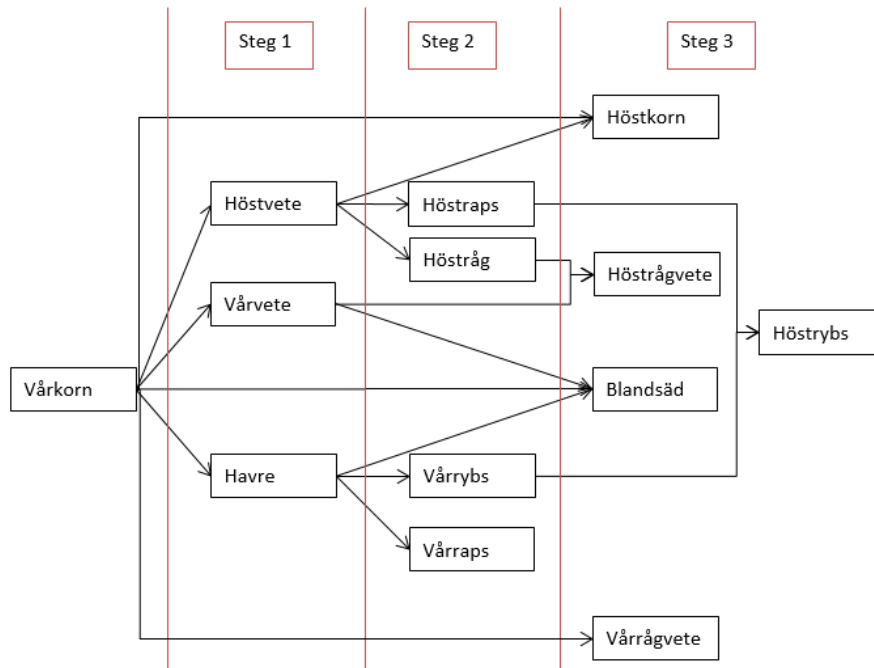 Steg 1
Steg 2
Steg 3
Höstkorn
Höstvete
Höstraps
Höstråg
Höstrågvete
Vårvete
Höstrybs
Vårkorn
Blandsäd
Havre
Vårrybs
Vårraps
Vårrågvete